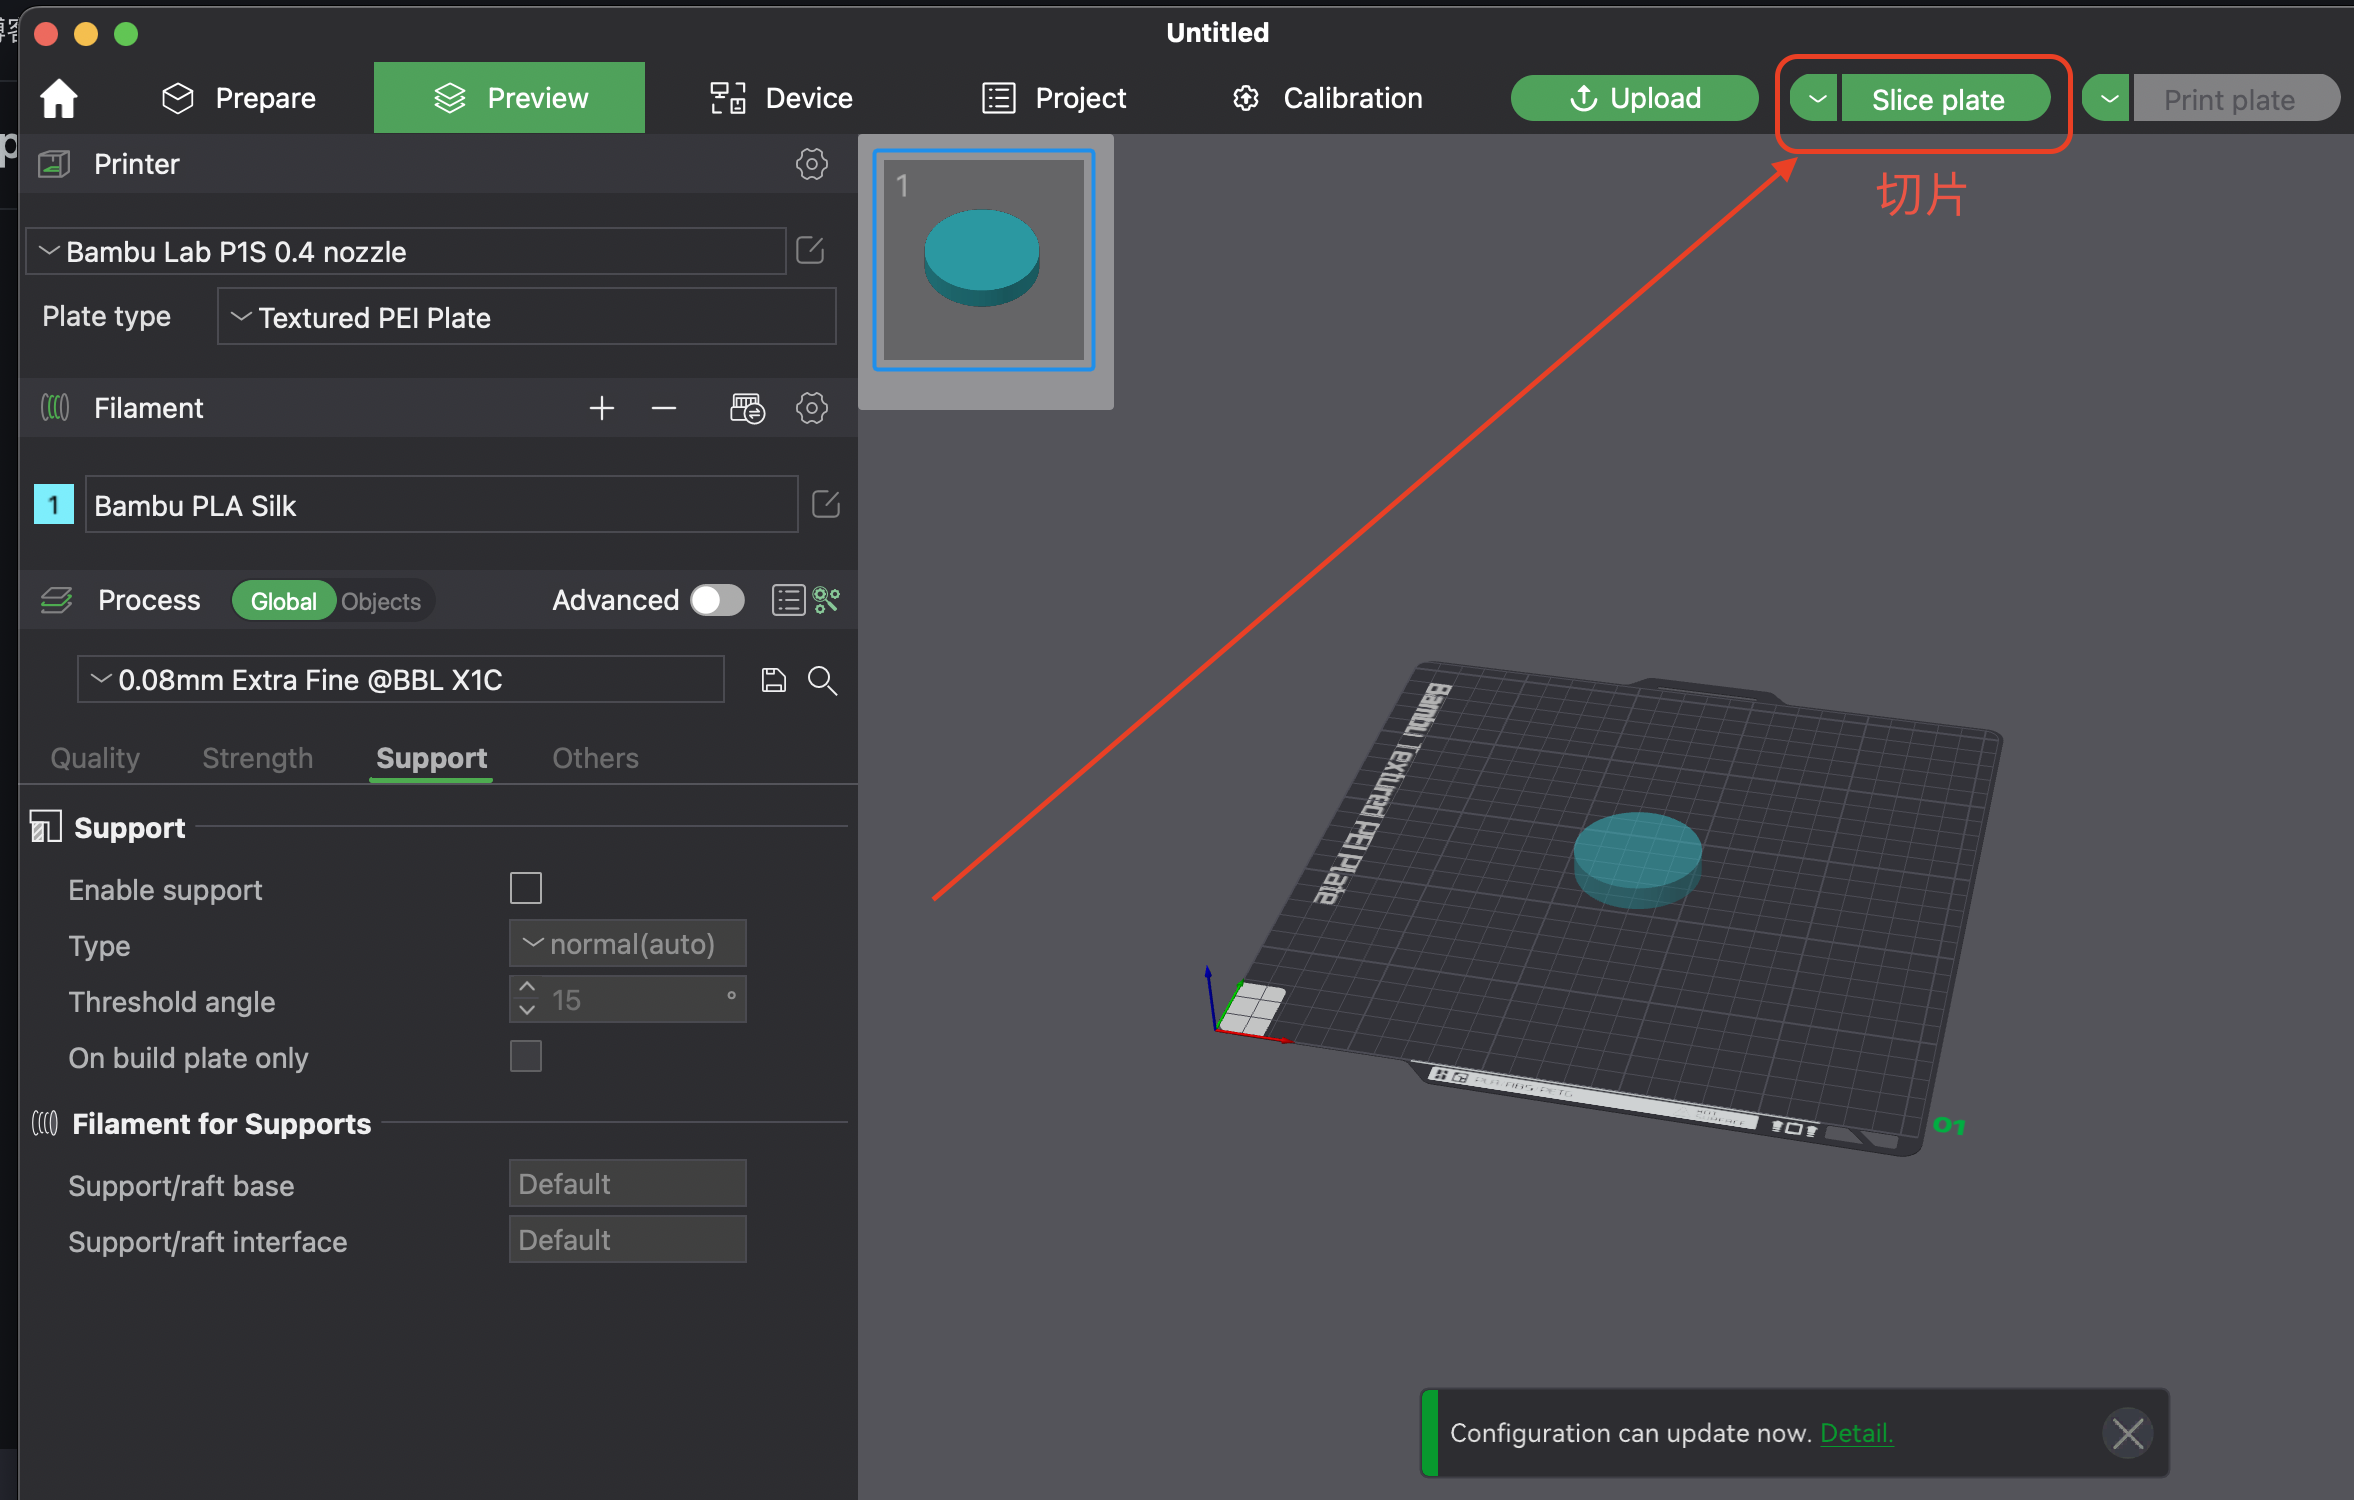 Untitled
Prepare
Preview
Device
Project
Calibration
Upload
Slice plate
Print plate
切片
Printer
Bambu Lab P1S 0.4 nozzle
Plate type
Textured PEI Plate
Filament
1
Bambu PLA Silk
Process
Global
Objects
Advanced
0.08mm Extra Fine @BBL X1C
Quality
Strength
Support
Others
Support
Enable support
Type
normal(auto)
Threshold angle
15 °
On build plate only
Filament for Supports
Support/raft base
Default
Support/raft interface
Default
1
Bambu Textured PEI Plate
01
Configuration can update now. Detail.